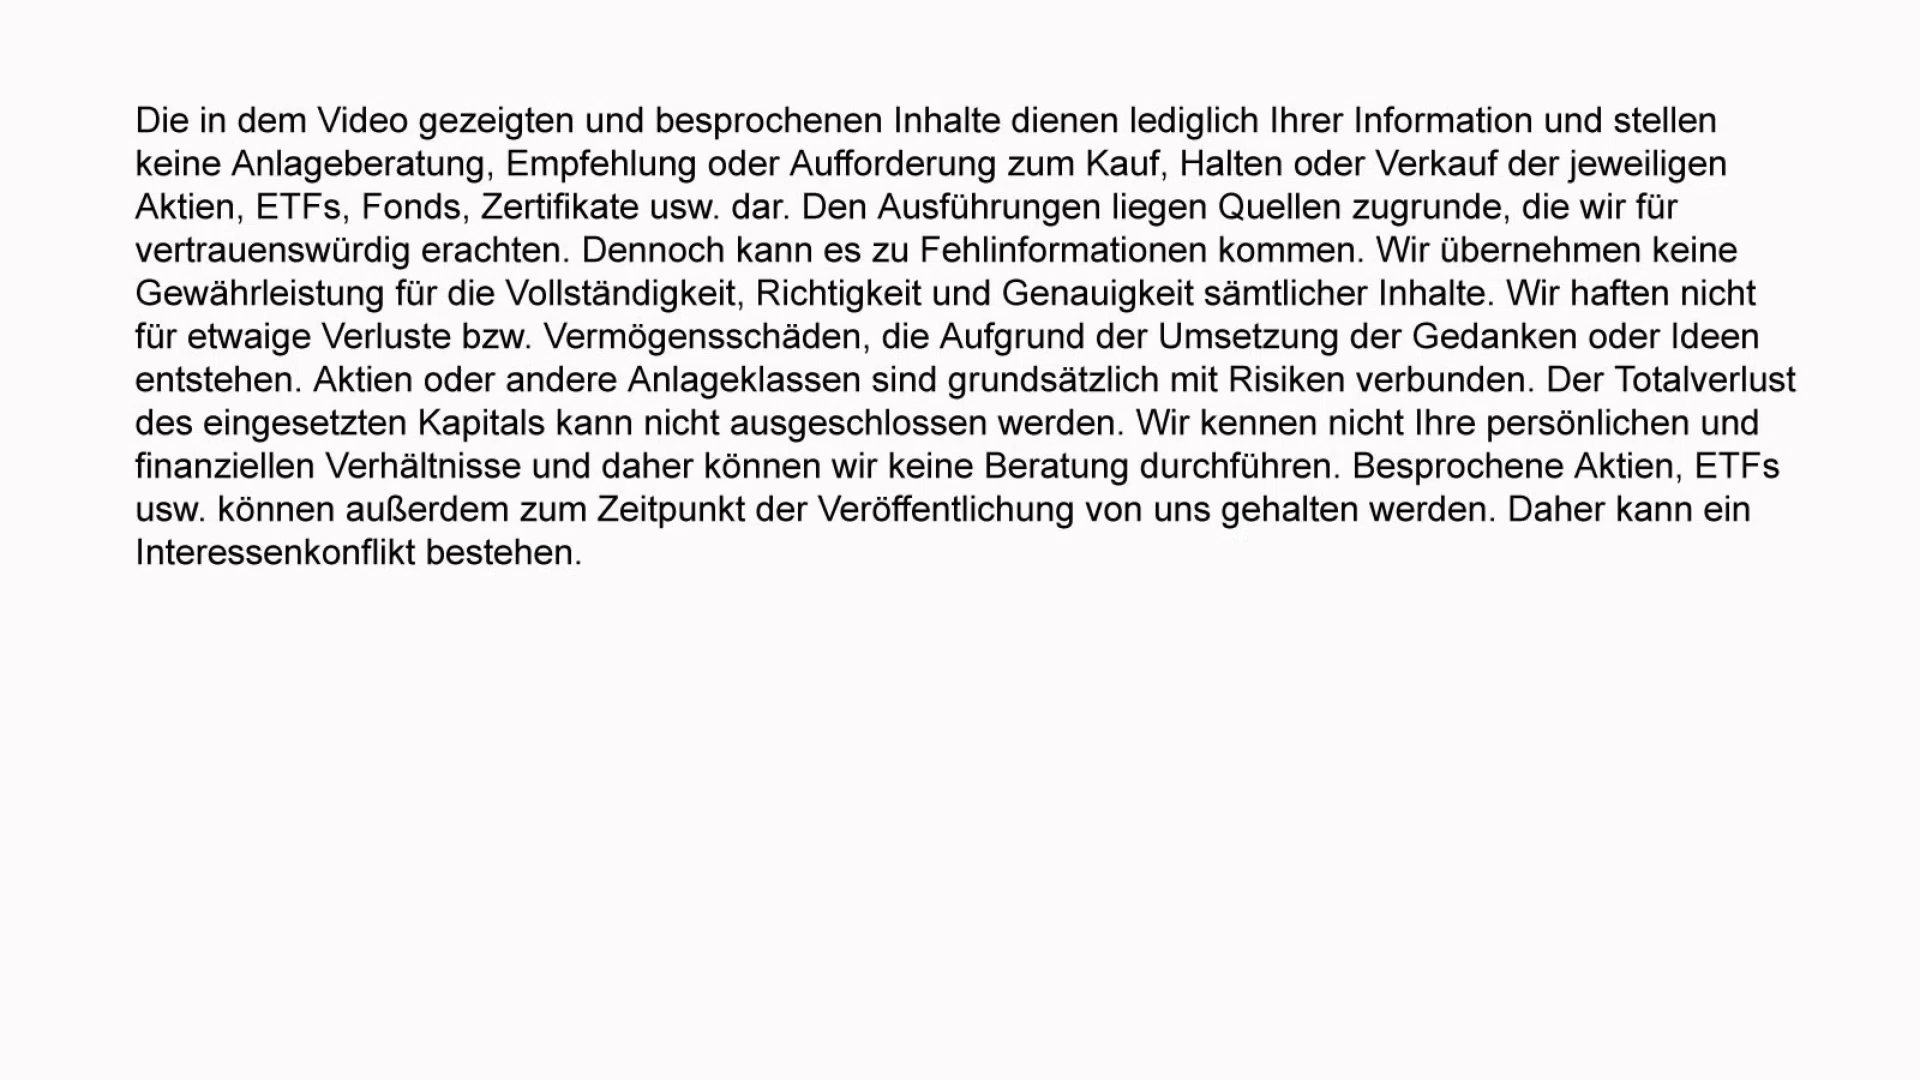 Die in dem Video gezeigten und besprochenen Inhalte dienen lediglich Ihrer Information und stellen
keine Anlageberatung, Empfehlung oder Aufforderung zum Kauf, Halten oder Verkauf der jeweiligen
Aktien, ETFs, Fonds, Zertifikate usw. dar. Den Ausführungen liegen Quellen zugrunde, die wir für
vertrauenswürdig erachten. Dennoch kann es zu Fehlinformationen kommen. Wir übernehmen keine
Gewährleistung für die Vollständigkeit, Richtigkeit und Genauigkeit sämtlicher Inhalte. Wir haften nicht
für etwaige Verluste bzw. Vermögensschäden, die Aufgrund der Umsetzung der Gedanken oder Ideen
entstehen. Aktien oder andere Anlageklassen sind grundsätzlich mit Risiken verbunden. Der Totalverlust
des eingesetzten Kapitals kann nicht ausgeschlossen werden. Wir kennen nicht Ihre persönlichen und
finanziellen Verhältnisse und daher können wir keine Beratung durchführen. Besprochene Aktien, ETFs
usw. können außerdem zum Zeitpunkt der Veröffentlichung von uns gehalten werden. Daher kann ein
Interessenkonflikt bestehen.